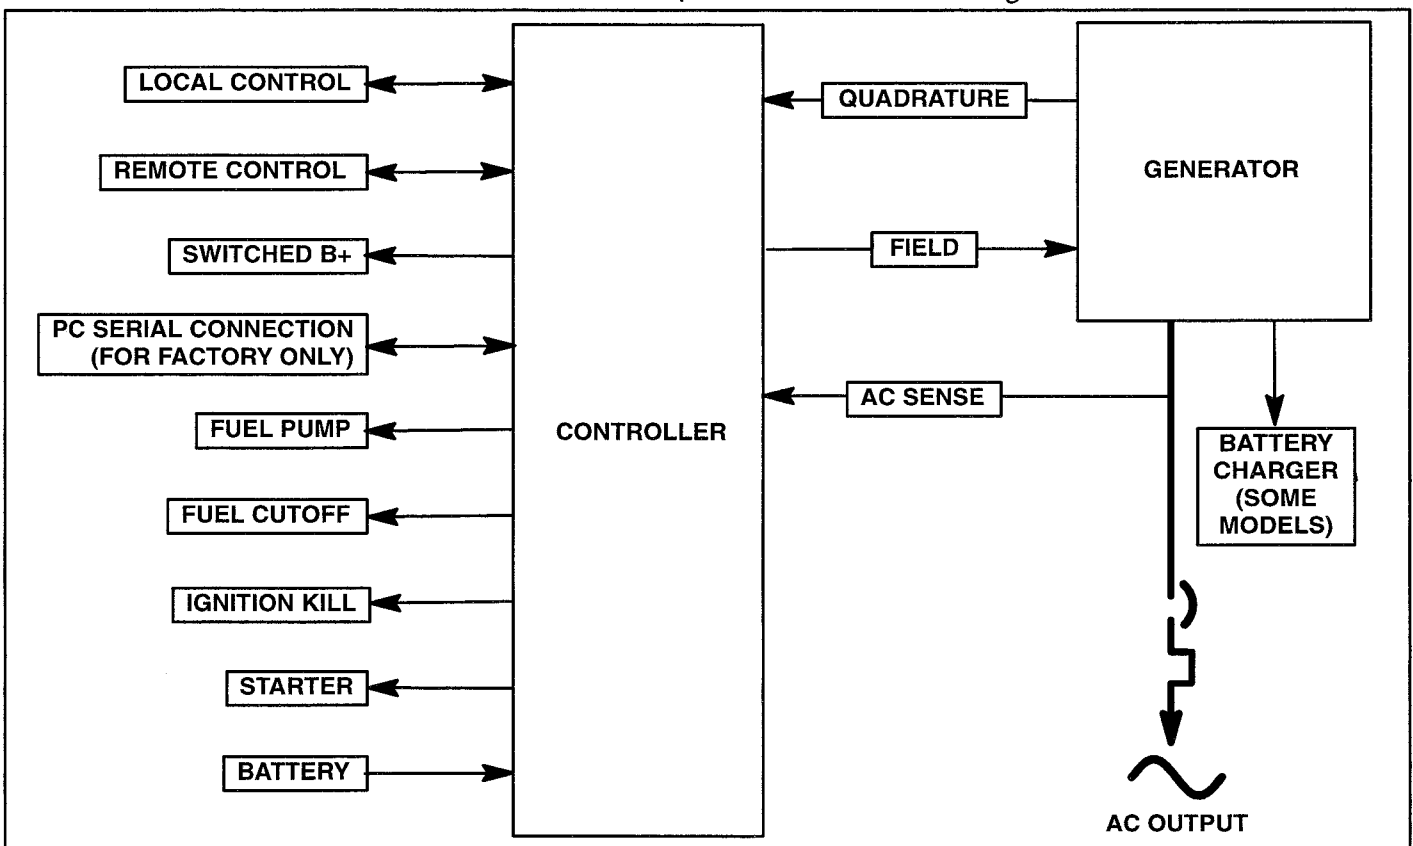 LOCAL CONTROL
REMOTE CONTROL
SWITCHED B+
PC SERIAL CONNECTION
(FOR FACTORY ONLY)
FUEL PUMP
FUEL CUTOFF
IGNITION KILL
STARTER
BATTERY
CONTROLLER
QUADRATURE
FIELD
AC SENSE
GENERATOR
BATTERY
CHARGER
(SOME
MODELS)
AC OUTPUT